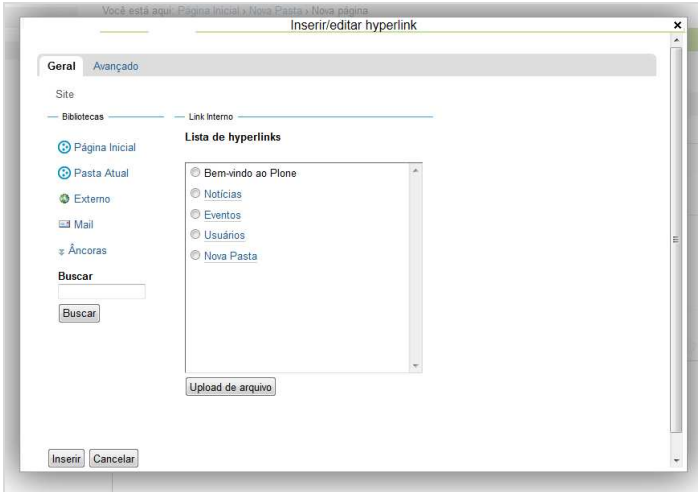 Você está aqui: Página Inicial › Nova Pasta › Nova página
Inserir/editar hyperlink
Geral
Avançado
Site
Bibliotecas
Link Interno
Lista de hyperlinks
Página Inicial
Pasta Atual
Externo
Mail
Âncoras
Buscar
Buscar
Bem-vindo ao Plone
Notícias
Eventos
Usuários
Nova Pasta
Upload de arquivo
Inserir
Cancelar